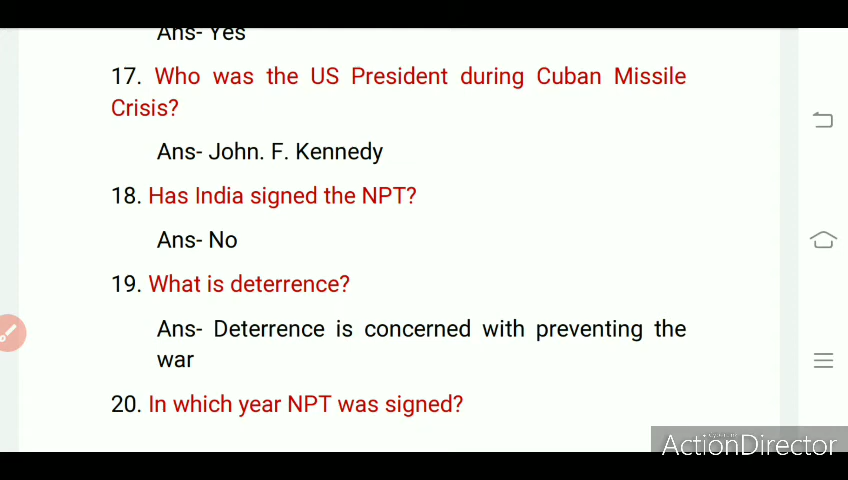 Ans- Yes
17. Who was the US President during Cuban Missile
Crisis?
Ans- John. F. Kennedy
18. Has India signed the NPT?
Ans- No
19. What is deterrence?
Ans- Deterrence is concerned with preventing the
war
20. In which year NPT was signed?
ActionDirector